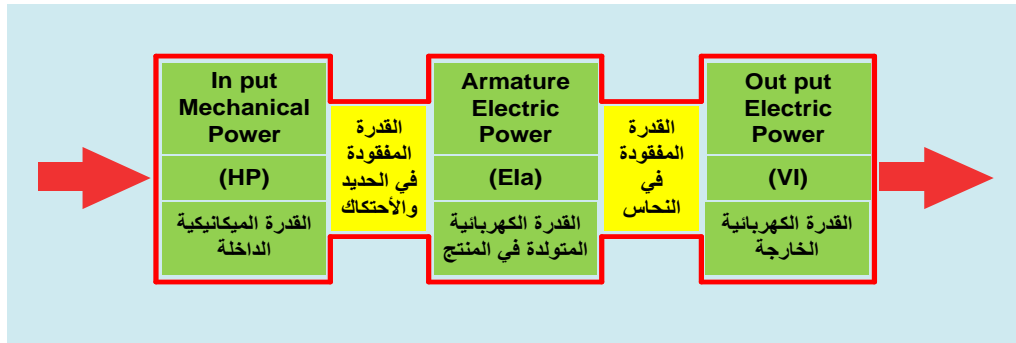 In put
Mechanical
Power
(HP)
القدرة الميكانيكية
الداخلة
القدرة
المفقودة
في الحديد
والأحتكاك
Armature
Electric
Power
(EIa)
القدرة الكهربائية
المتولدة في المنتج
القدرة
المفقودة
في
النحاس
Out put
Electric
Power
(VI)
القدرة الكهربائية
الخارجة